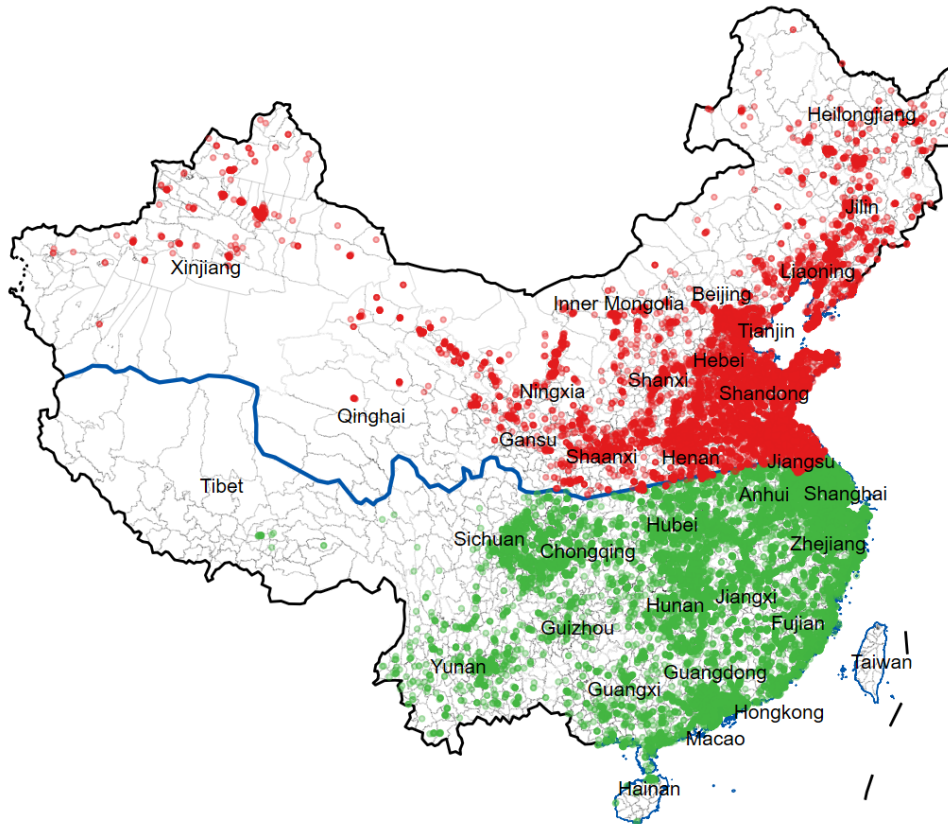 Heilongjiang
Jilin
Xinjiang
Liaoning
Beijing
Inner Mongolia
Tianjin
Hebei
Shanxi
Ningxia
Shandong
Qinghai
Gansu
Shaanxi
Henan
Jiangsu
Tibet
Anhui
Shanghai
Hubei
Sichuan
Chongqing
Zhejiang
Hunan
Jiangxi
Guizhou
Fujian
Yunan
Taiwan
Guangdong
Guangxi
Hongkong
Macao
Hainan